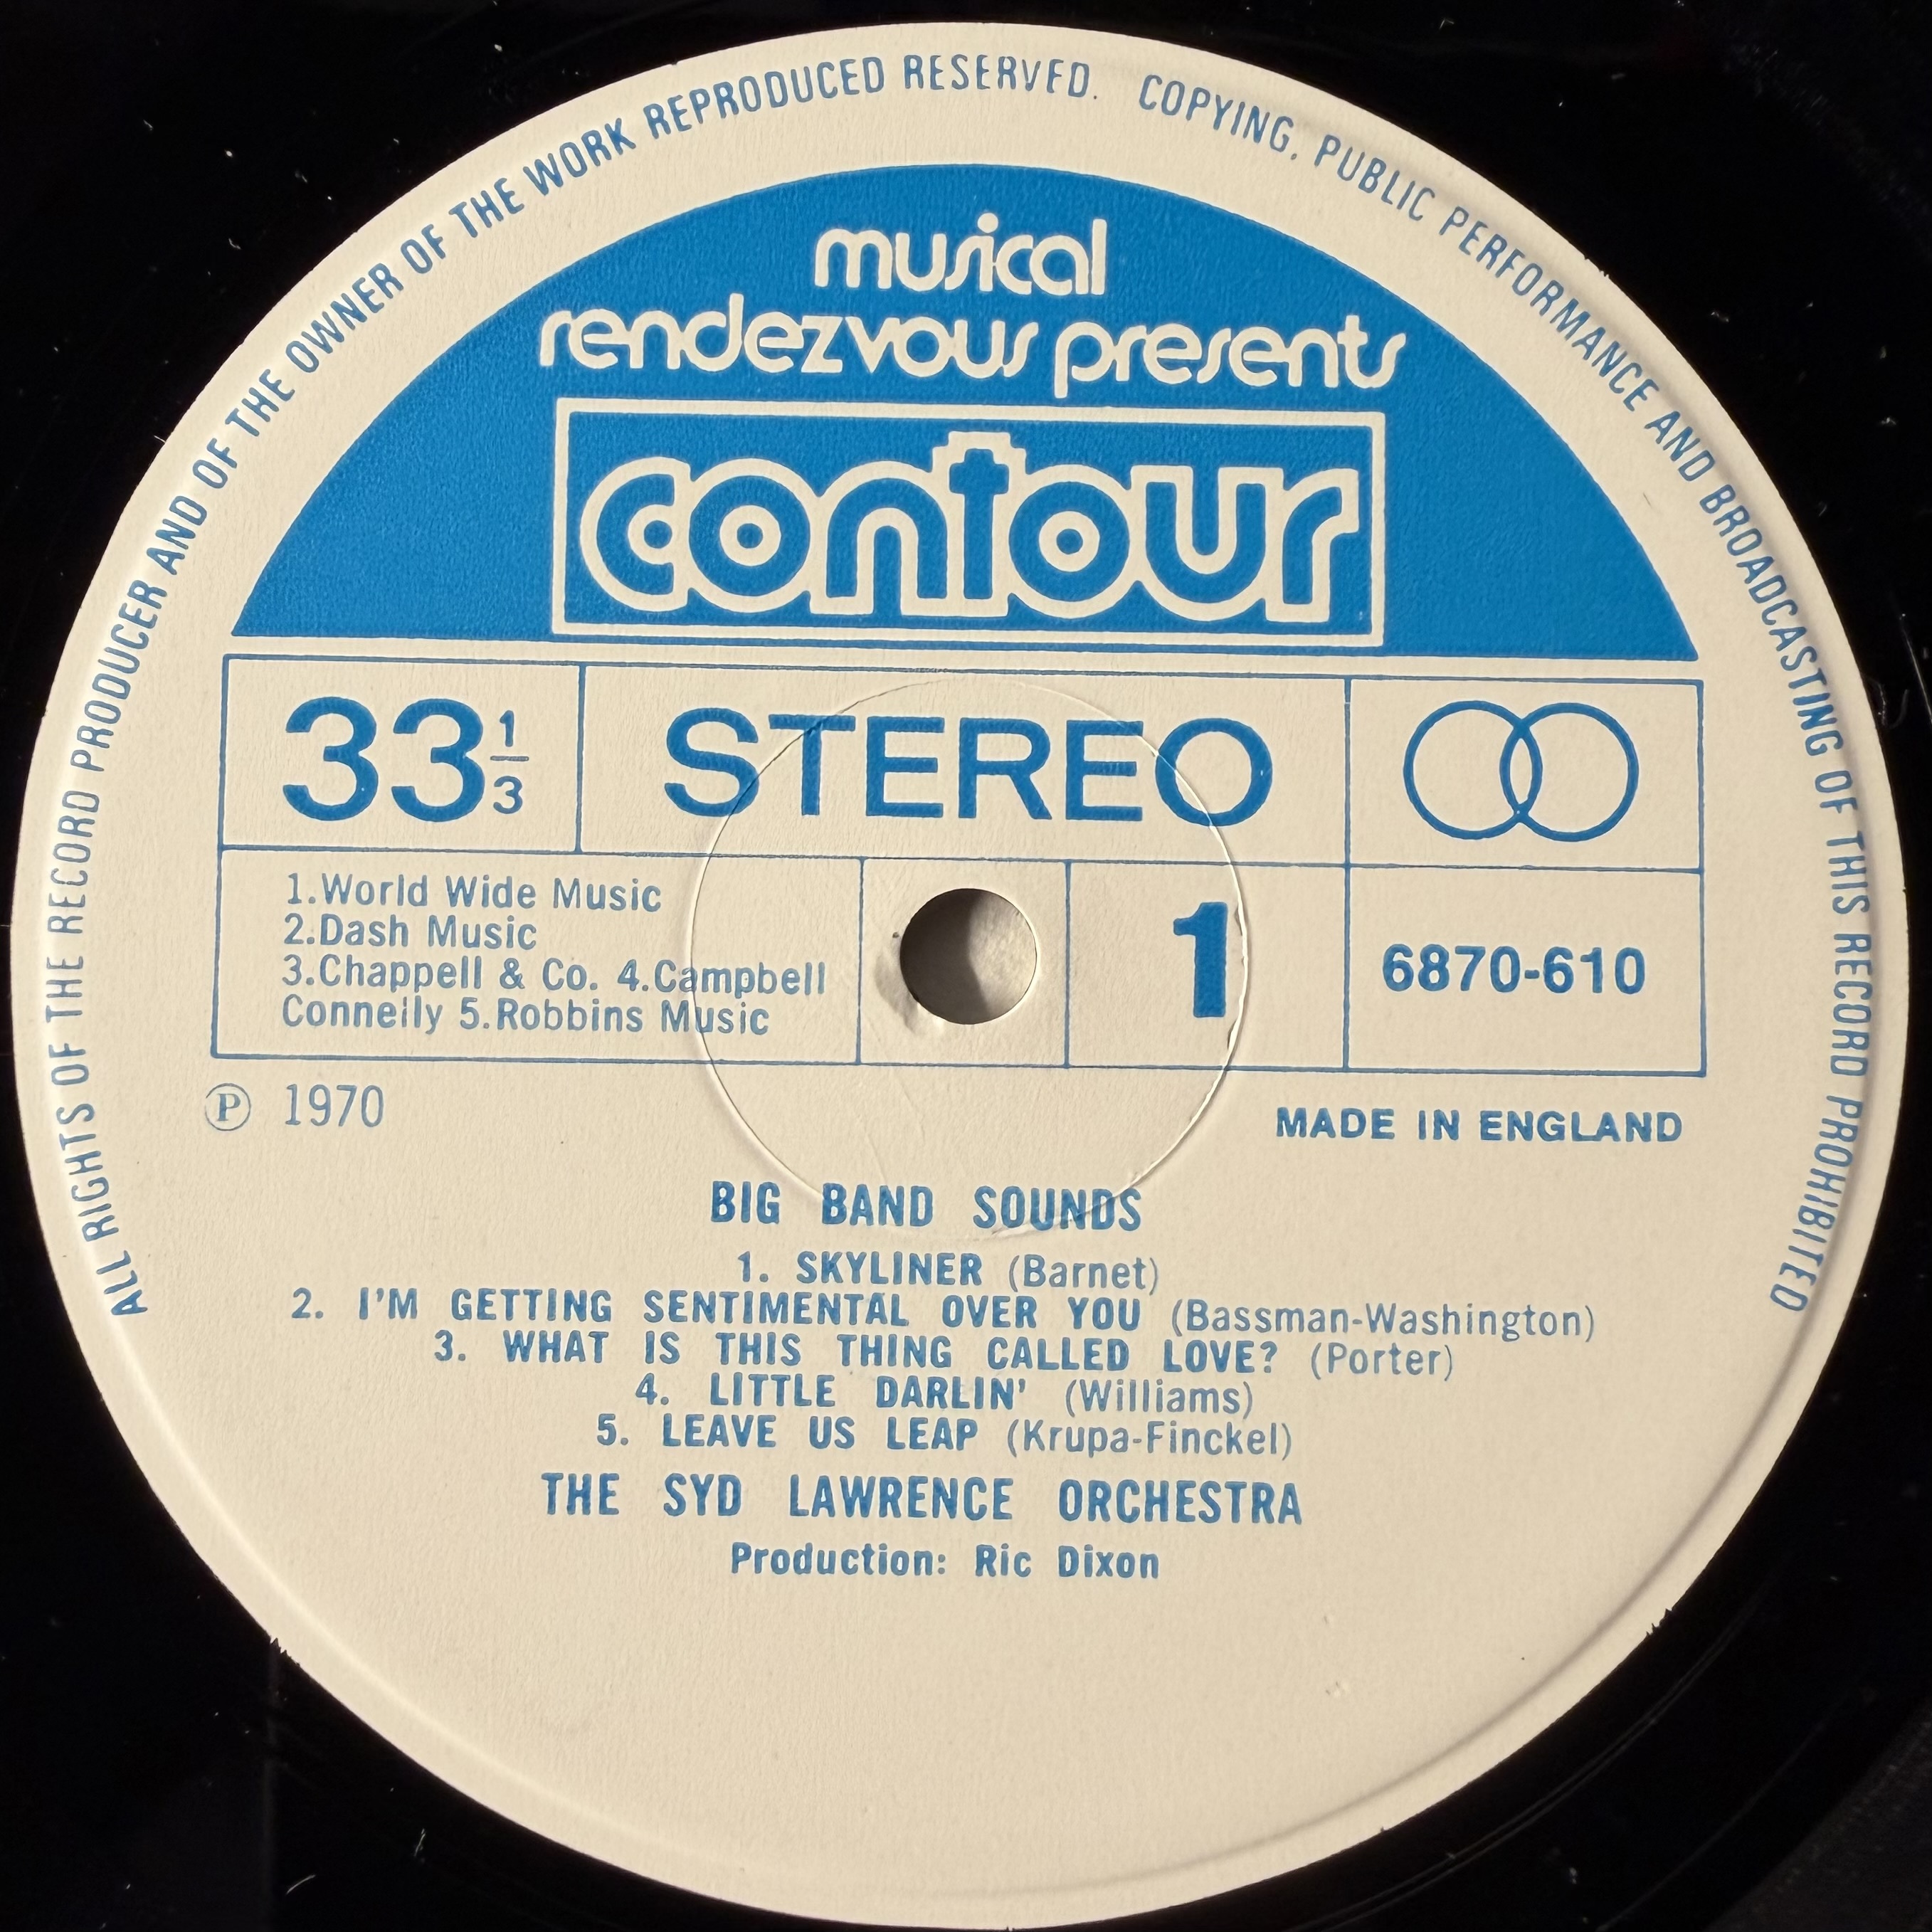 ALL RIGHTS OF THE RECORD PRODUCER AND OF THE OWNER OF THE WORK REPRODUCED RESERVED. COPYING, PUBLIC PERFORMANCE AND BROADCASTING OF THIS RECORD PROHIBITED
musical
rendezvous presents
contour
33 1/3 STEREO
1.World Wide Music
2.Dash Music
3.Chappell & Co. 4.Campbell
Connelly 5.Robbins Music
1
6870-610
Ⓟ 1970
MADE IN ENGLAND
BIG BAND SOUNDS
1. SKYLINER (Barnet)
2. I'M GETTING SENTIMENTAL OVER YOU (Bassman-Washington)
3. WHAT IS THIS THING CALLED LOVE? (Porter)
4. LITTLE DARLIN' (Williams)
5. LEAVE US LEAP (Krupa-Finckel)
THE SYD LAWRENCE ORCHESTRA
Production: Ric Dixon